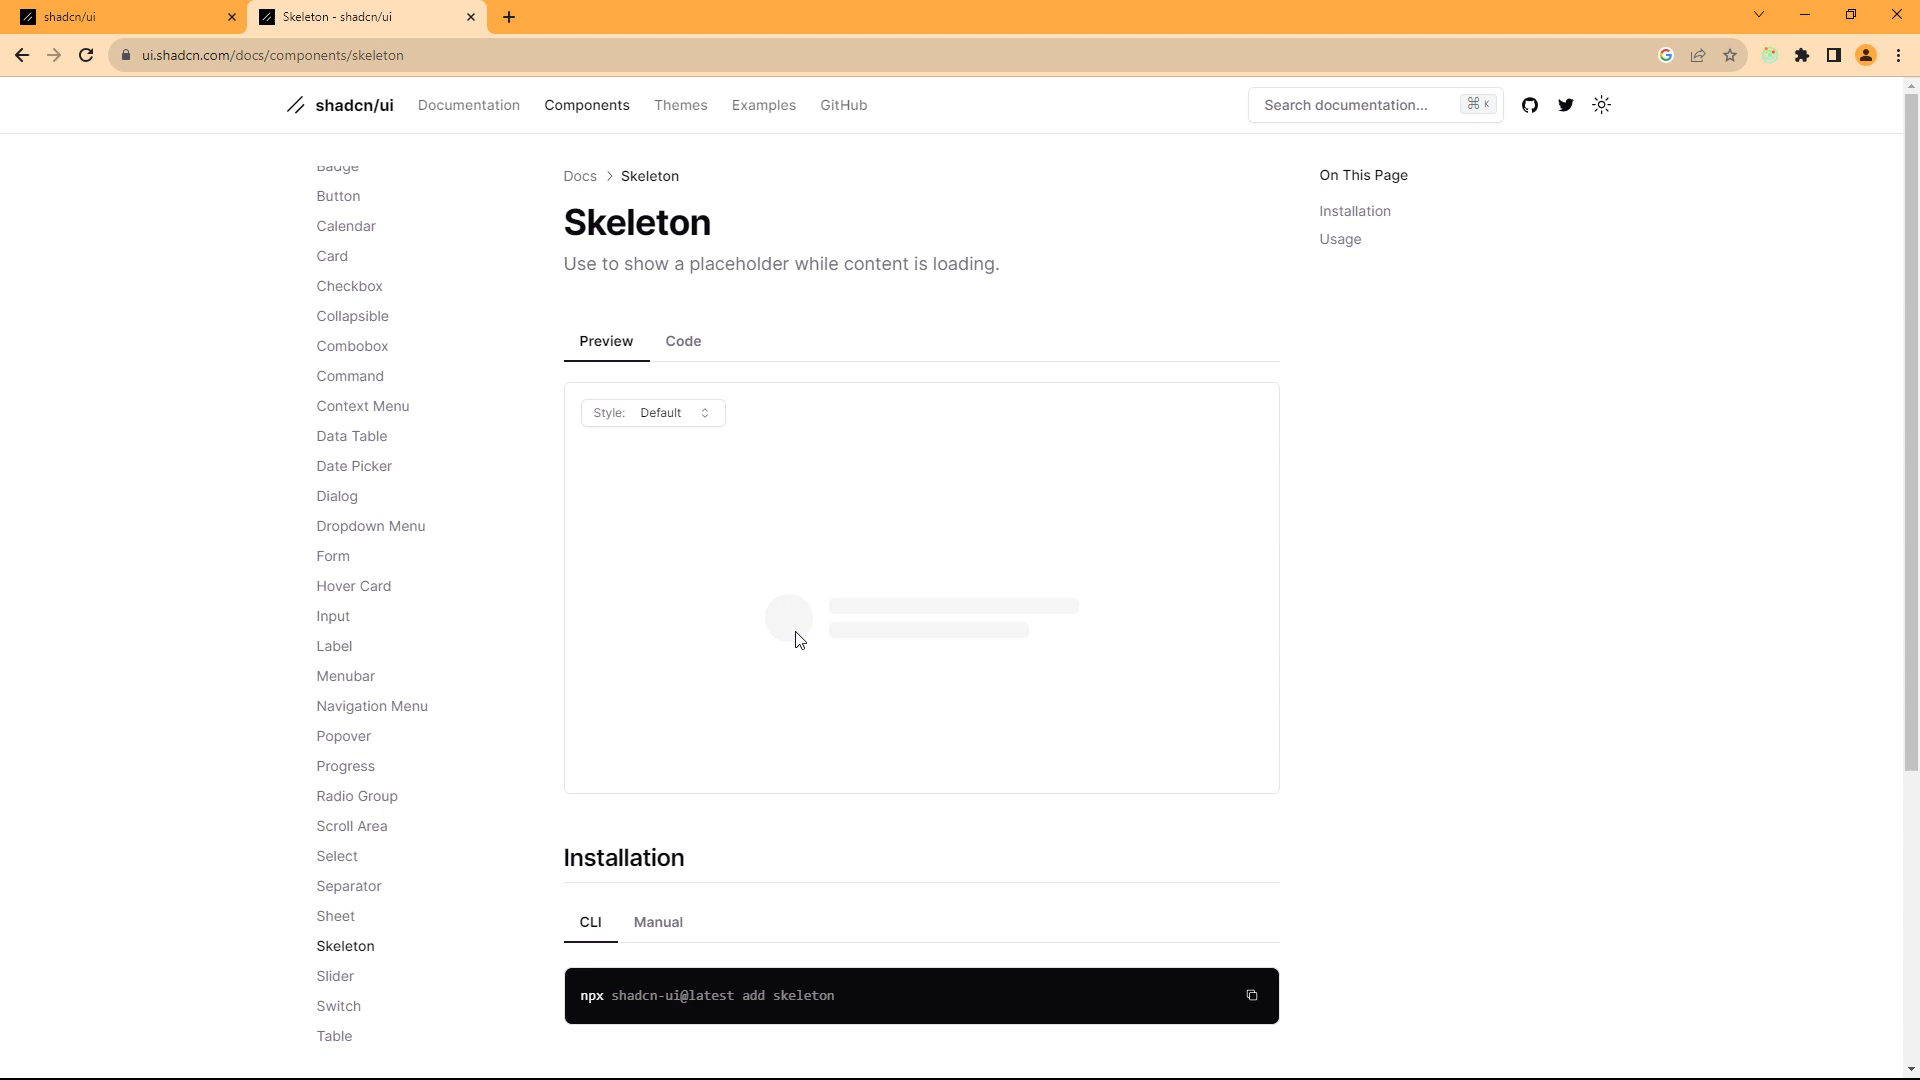 shadcn/ui
Skeleton - shadcn/ui
ui.shadcn.com/docs/components/skeleton
shadcn/ui
Documentation
Components
Themes
Examples
GitHub
Search documentation...
⌘ K
Badge
Button
Calendar
Card
Checkbox
Collapsible
Combobox
Command
Context Menu
Data Table
Date Picker
Dialog
Dropdown Menu
Form
Hover Card
Input
Label
Menubar
Navigation Menu
Popover
Progress
Radio Group
Scroll Area
Select
Separator
Sheet
Skeleton
Slider
Switch
Table
Docs > Skeleton
Skeleton
Use to show a placeholder while content is loading.
Preview
Code
Style: Default
Installation
CLI
Manual
npx shadcn-ui@latest add skeleton
On This Page
Installation
Usage